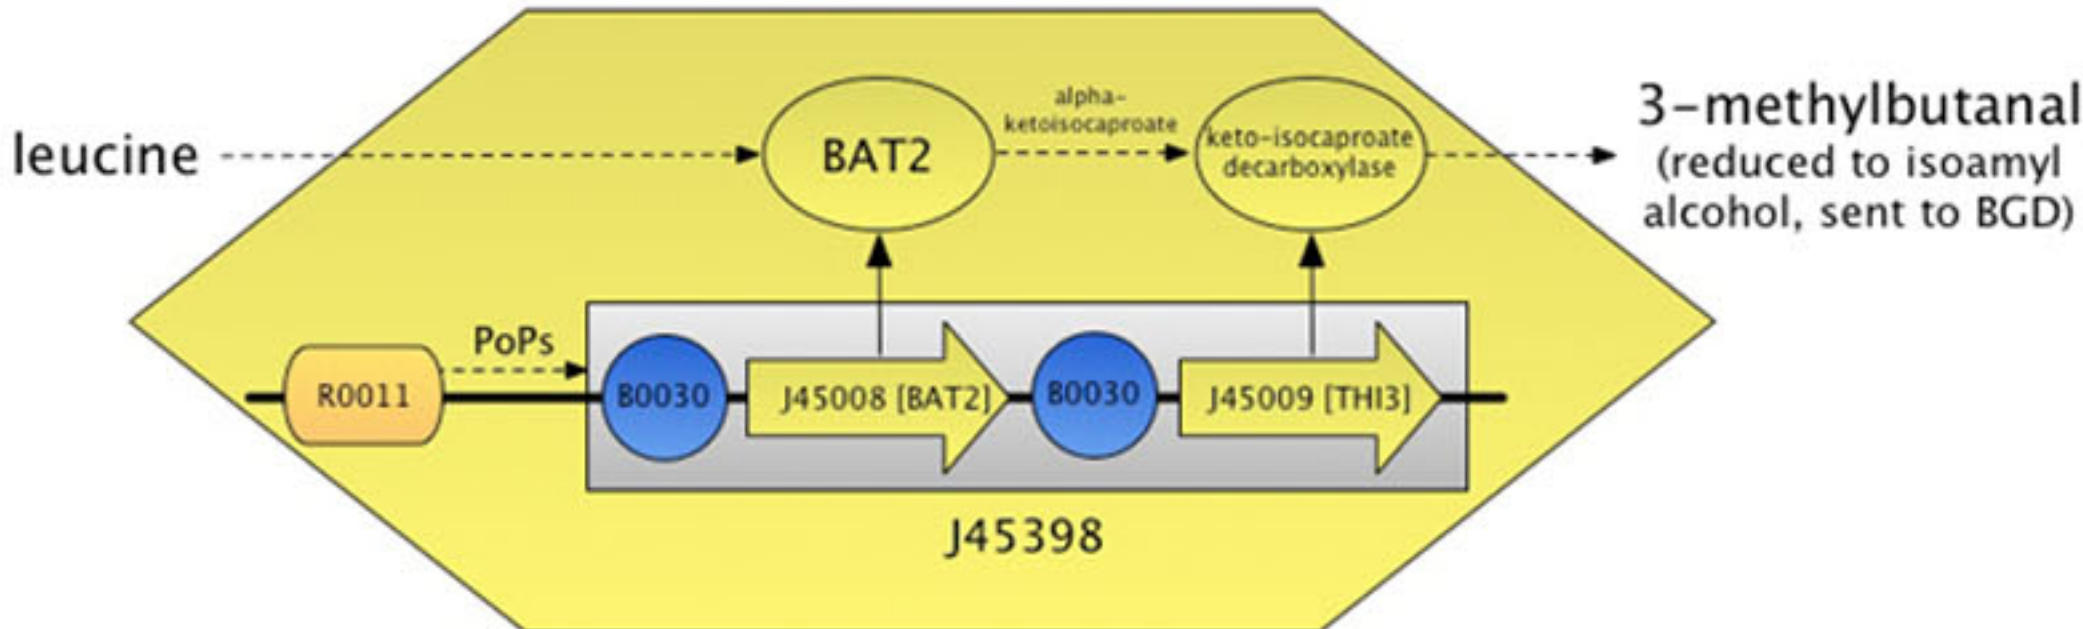 leucine
BAT2
alpha-
ketoisocaproate
keto-isocaproate
decarboxylase
3-methylbutanal
(reduced to isoamyl
alcohol, sent to BGD)
PoPs
R0011
B0030
J45008 [BAT2]
B0030
J45009 [THI3]
J45398